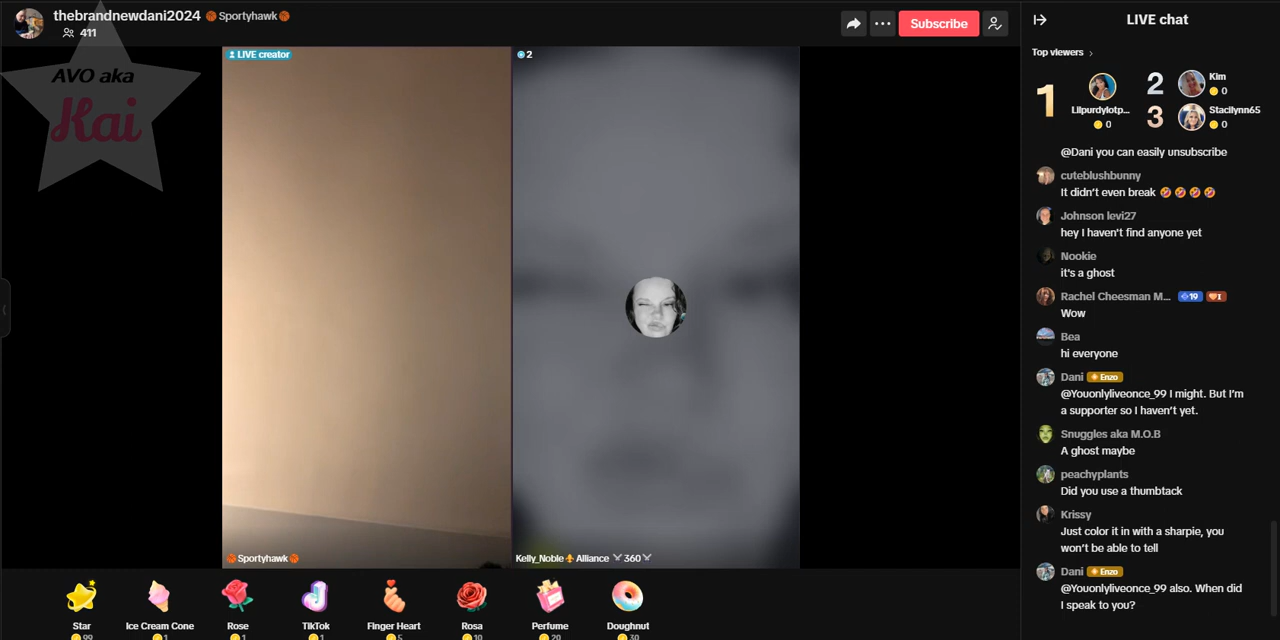 thebrandnewdani2024 🏀 Sportyhawk🏀
411
Subscribe
LIVE chat
AVO aka
Kai
LIVE creator
2
🏀Sportyhawk🏀
Kelly_Noble⚜Alliance ⚔360⚔
Top viewers
1
Lilpurdylotp...
0
2
Kim
0
3
Stacilynn65
0
@Dani you can easily unsubscribe
cuteblushbunny
It didn't even break 🤣🤣🤣🤣
Johnson levi27
hey I haven't find anyone yet
Nookie
it's a ghost
Rachel Cheesman M... 19 I
Wow
Bea
hi everyone
Dani Enzo
@Youonlyliveonce_99 I might. But I'm
a supporter so I haven't yet.
Snuggles aka M.O.B
A ghost maybe
peachyplants
Did you use a thumbtack
Krissy
Just color it in with a sharpie, you
won't be able to tell
Dani Enzo
@Youonlyliveonce_99 also. When did
I speak to you?
Star
99
Ice Cream Cone
1
Rose
1
TikTok
1
Finger Heart
5
Rosa
10
Perfume
20
Doughnut
30